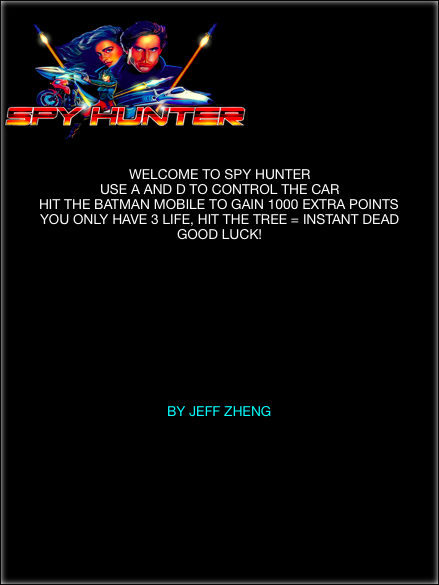 SPY HUNTER
WELCOME TO SPY HUNTER
USE A AND D TO CONTROL THE CAR
HIT THE BATMAN MOBILE TO GAIN 1000 EXTRA POINTS
YOU ONLY HAVE 3 LIFE, HIT THE TREE = INSTANT DEAD
GOOD LUCK!
BY JEFF ZHENG